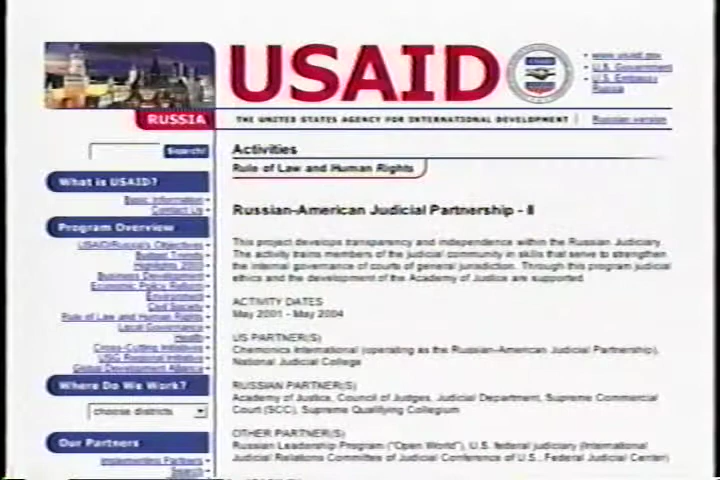 USAID
www.usaid.gov
U.S. Government
U.S. Embassy
Russia
RUSSIA
THE UNITED STATES AGENCY FOR INTERNATIONAL DEVELOPMENT
Russian version
Search!
Activities
Rule of Law and Human Rights
What is USAID?
Basic Information
Contact Us
Program Overview
USAID/Russia's Objectives
Budget Trends
Highlights
Business Development
Economic Policy Reform
Environment
Civil Society
Rule of Law and Human Rights
Local Governance
Health
Cross-Cutting Initiatives
USG Regional Initiative
Global Development Alliance
Where Do We Work?
choose districts
Our Partners
Implementing Partners
Search
Russian-American Judicial Partnership - II
This project develops transparency and independence within the Russian Judiciary.
The activity trains members of the judicial community in skills that serve to strengthen
the internal governance of courts of general jurisdiction. Through this program judicial
ethics and the development of the Academy of Justice are supported.
ACTIVITY DATES
May 2001 - May 2004
US PARTNER(S)
Chemonics International (operating as the Russian-American Judicial Partnership),
National Judicial College
RUSSIAN PARTNER(S)
Academy of Justice, Council of Judges, Judicial Department, Supreme Commercial
Court (SCC), Supreme Qualifying Collegium
OTHER PARTNER(S)
Russian Leadership Program ("Open World"), U.S. federal judiciary (International
Judicial Relations Committee of Judicial Conference of U.S., Federal Judicial Center)